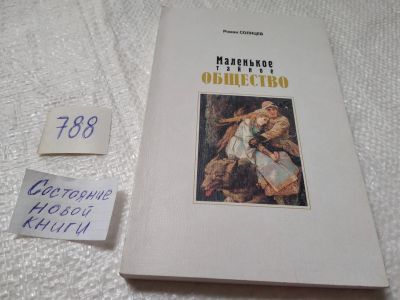 Роман СОЛНЦЕВ
Маленькое
тайное
ОБЩЕСТВО
788
Состояние
новой
книги